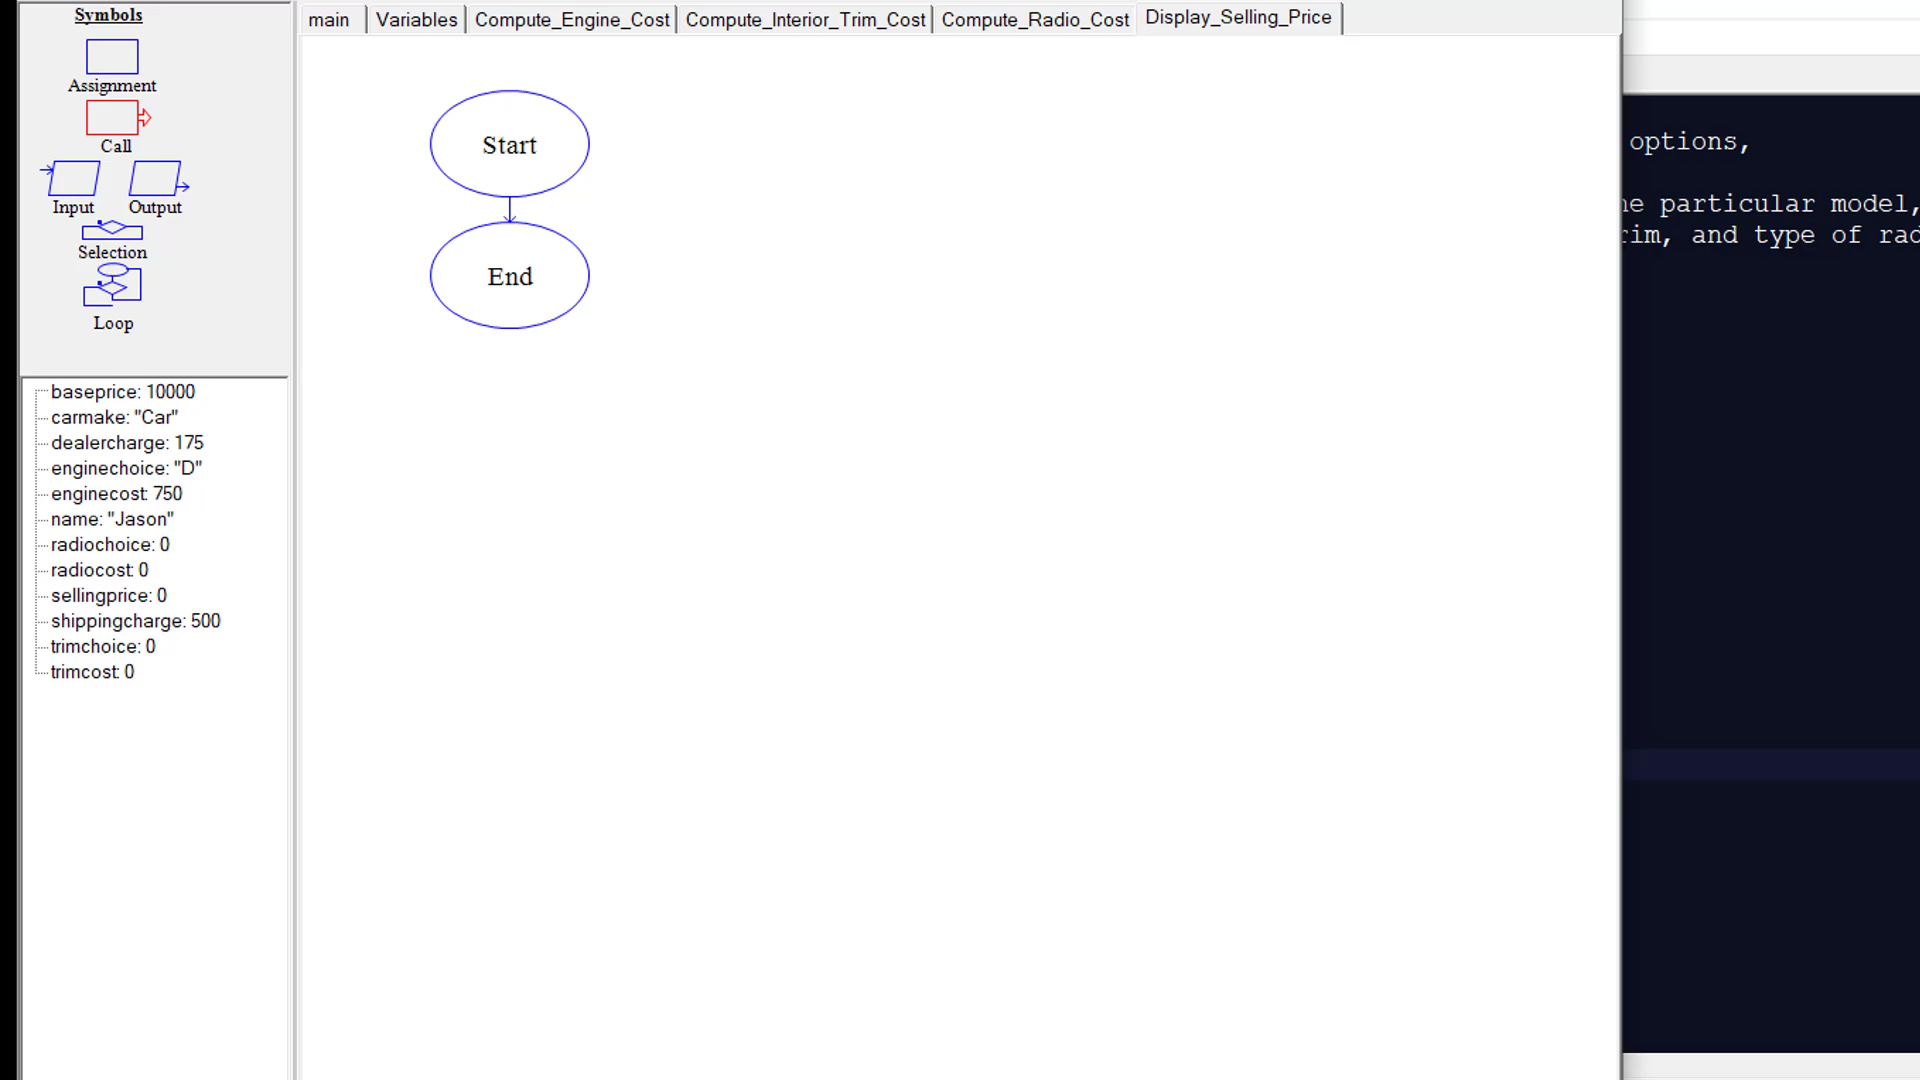 Symbols
Assignment
Call
Input Output
Selection
Loop
main Variables Compute_Engine_Cost Compute_Interior_Trim_Cost Compute_Radio_Cost Display_Selling_Price
Start
End
baseprice: 10000
carmake: "Car"
dealercharge: 175
enginechoice: "D"
enginecost: 750
name: "Jason"
radiochoice: 0
radiocost: 0
sellingprice: 0
shippingcharge: 500
trimchoice: 0
trimcost: 0
options,
particular model,
and type of